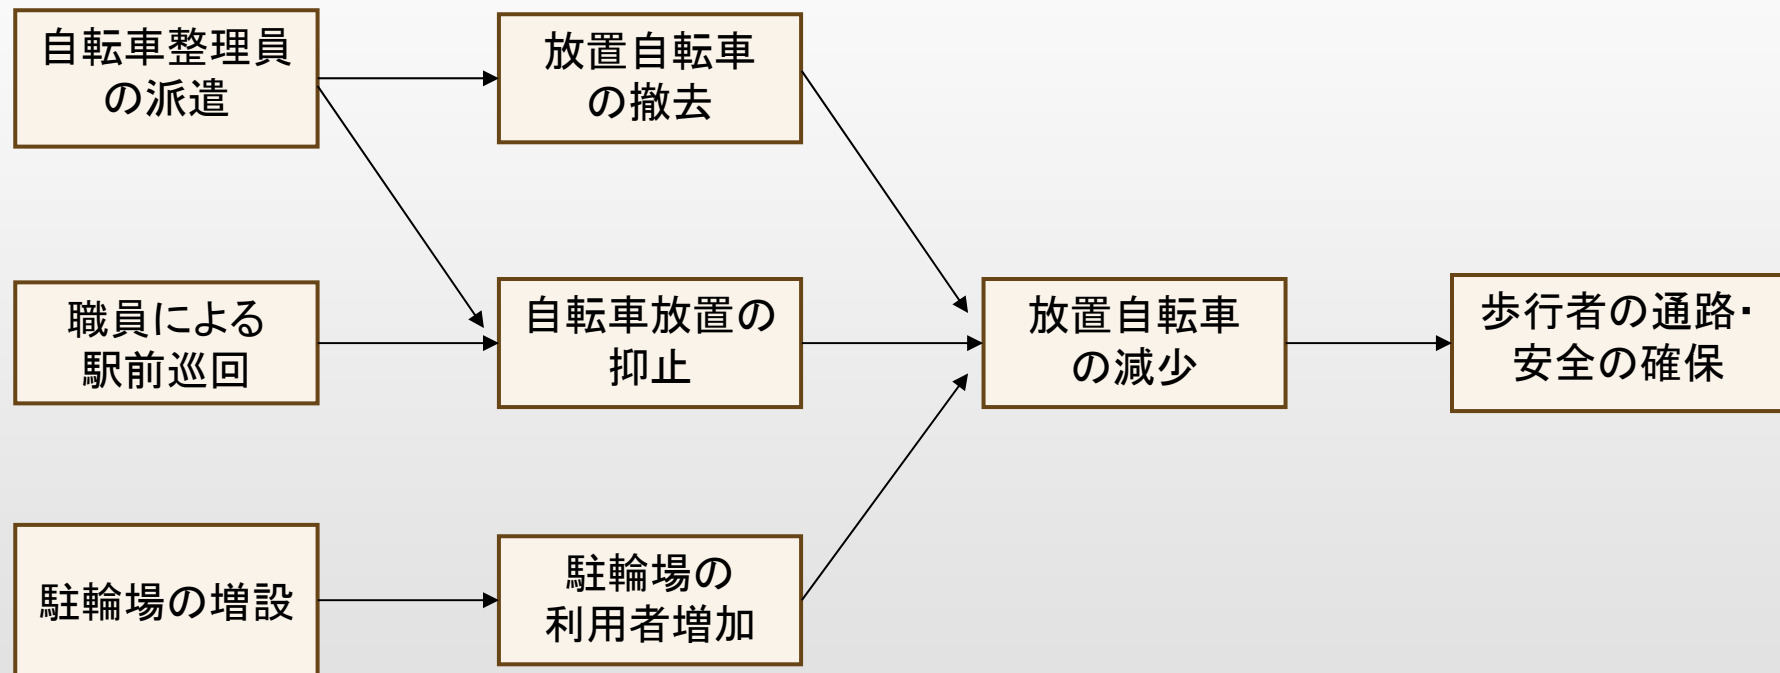 自転車整理員
の派遣
放置自転車
の撤去
職員による
駅前巡回
自転車放置の
抑止
放置自転車
の減少
歩行者の通路・
安全の確保
駐輪場の増設
駐輪場の
利用者増加